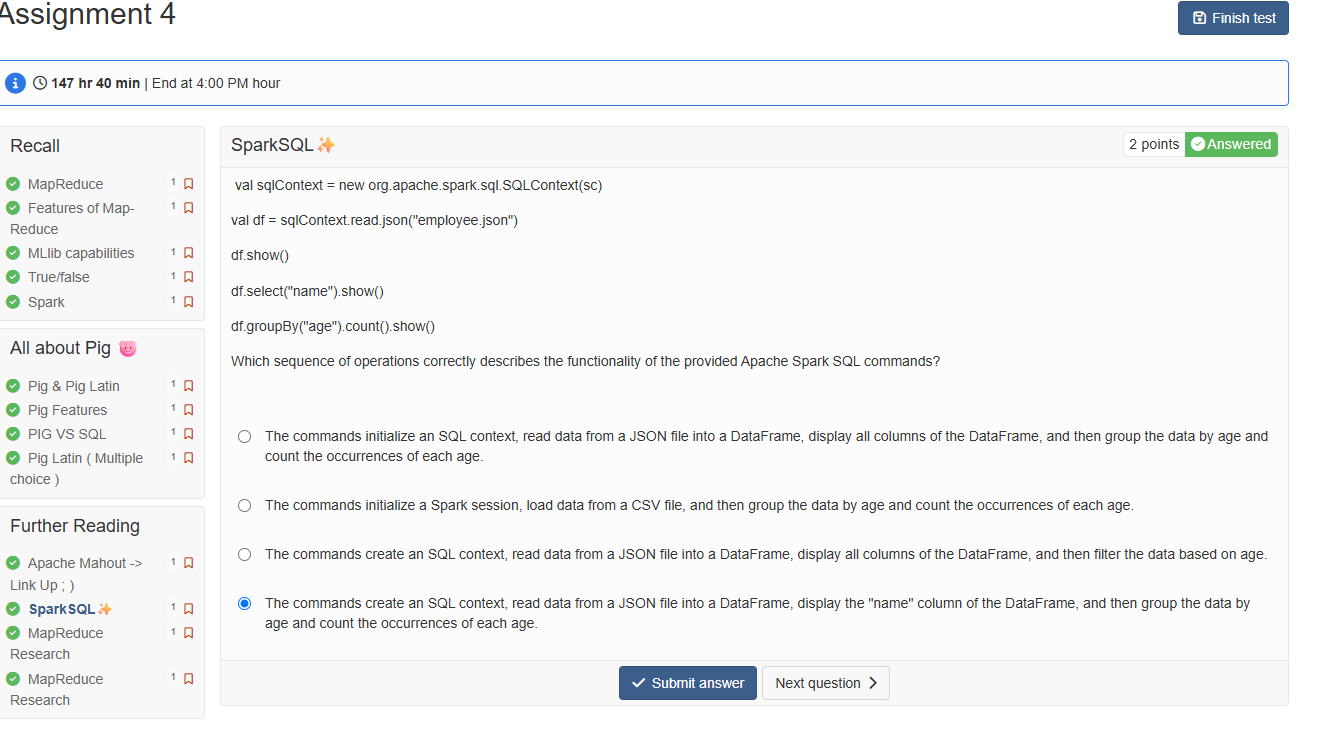 Assignment 4
Finish test
147 hr 40 min | End at 4:00 PM hour
Recall
MapReduce 1
Features of Map- 1
Reduce
MLlib capabilities 1
True/false 1
Spark 1
All about Pig 🐷
Pig & Pig Latin 1
Pig Features 1
PIG VS SQL 1
Pig Latin ( Multiple 1
choice )
Further Reading
Apache Mahout -> 1
Link Up ; )
SparkSQL✨ 1
MapReduce 1
Research
MapReduce 1
Research
SparkSQL✨
2 points Answered
val sqlContext = new org.apache.spark.sql.SQLContext(sc)
val df = sqlContext.read.json("employee.json")
df.show()
df.select("name").show()
df.groupBy("age").count().show()
Which sequence of operations correctly describes the functionality of the provided Apache Spark SQL commands?
The commands initialize an SQL context, read data from a JSON file into a DataFrame, display all columns of the DataFrame, and then group the data by age and
count the occurrences of each age.
The commands initialize a Spark session, load data from a CSV file, and then group the data by age and count the occurrences of each age.
The commands create an SQL context, read data from a JSON file into a DataFrame, display all columns of the DataFrame, and then filter the data based on age.
The commands create an SQL context, read data from a JSON file into a DataFrame, display the "name" column of the DataFrame, and then group the data by
age and count the occurrences of each age.
Submit answer
Next question